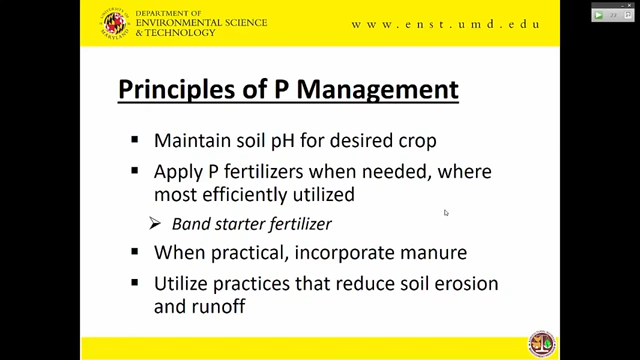 DEPARTMENT OF
ENVIRONMENTAL SCIENCE
& TECHNOLOGY
www.enst.umd.edu
Principles of P Management
Maintain soil pH for desired crop
Apply P fertilizers when needed, where
most efficiently utilized
Band starter fertilizer
When practical, incorporate manure
Utilize practices that reduce soil erosion
and runoff